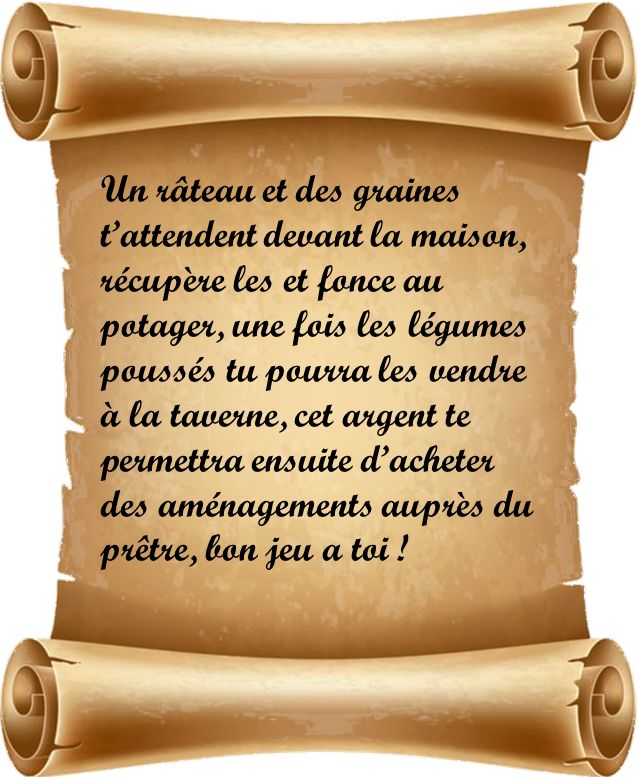 Un râteau et des graines
t’attendent devant la maison,
récupère les et fonce au
potager, une fois les légumes
poussés tu pourra les vendre
à la taverne, cet argent te
permettra ensuite d’acheter
des aménagements auprès du
prêtre, bon jeu a toi !